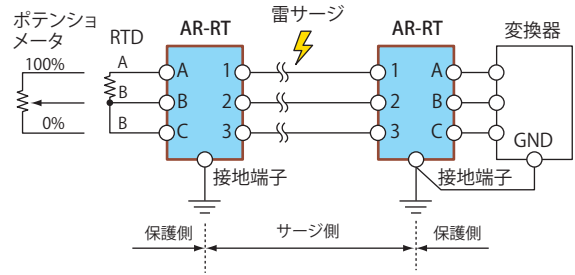 ポテンショ
メータ
RTD
AR-RT
雷サージ
AR-RT
変換器
100%
0%
A
B
B
A
B
C
1
2
3
1
2
3
A
B
C
GND
接地端子
接地端子
保護側
サージ側
保護側